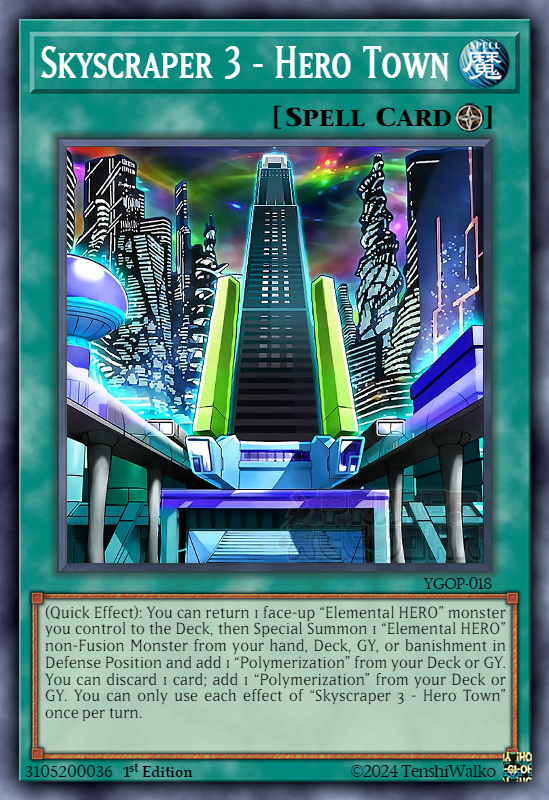 SKYSCRAPER 3 - HERO TOWN
SPELL
魔
[SPELL CARD]
YGOP-018
(Quick Effect): You can return 1 face-up “Elemental HERO” monster
you control to the Deck, then Special Summon 1 “Elemental HERO”
non-Fusion Monster from your hand, Deck, GY, or banishment in
Defense Position and add 1 “Polymerization” from your Deck or GY.
You can discard 1 card; add 1 “Polymerization” from your Deck or
GY. You can only use each effect of “Skyscraper 3 - Hero Town”
once per turn.
3105200036 1st Edition ©2024 TenshiWalko